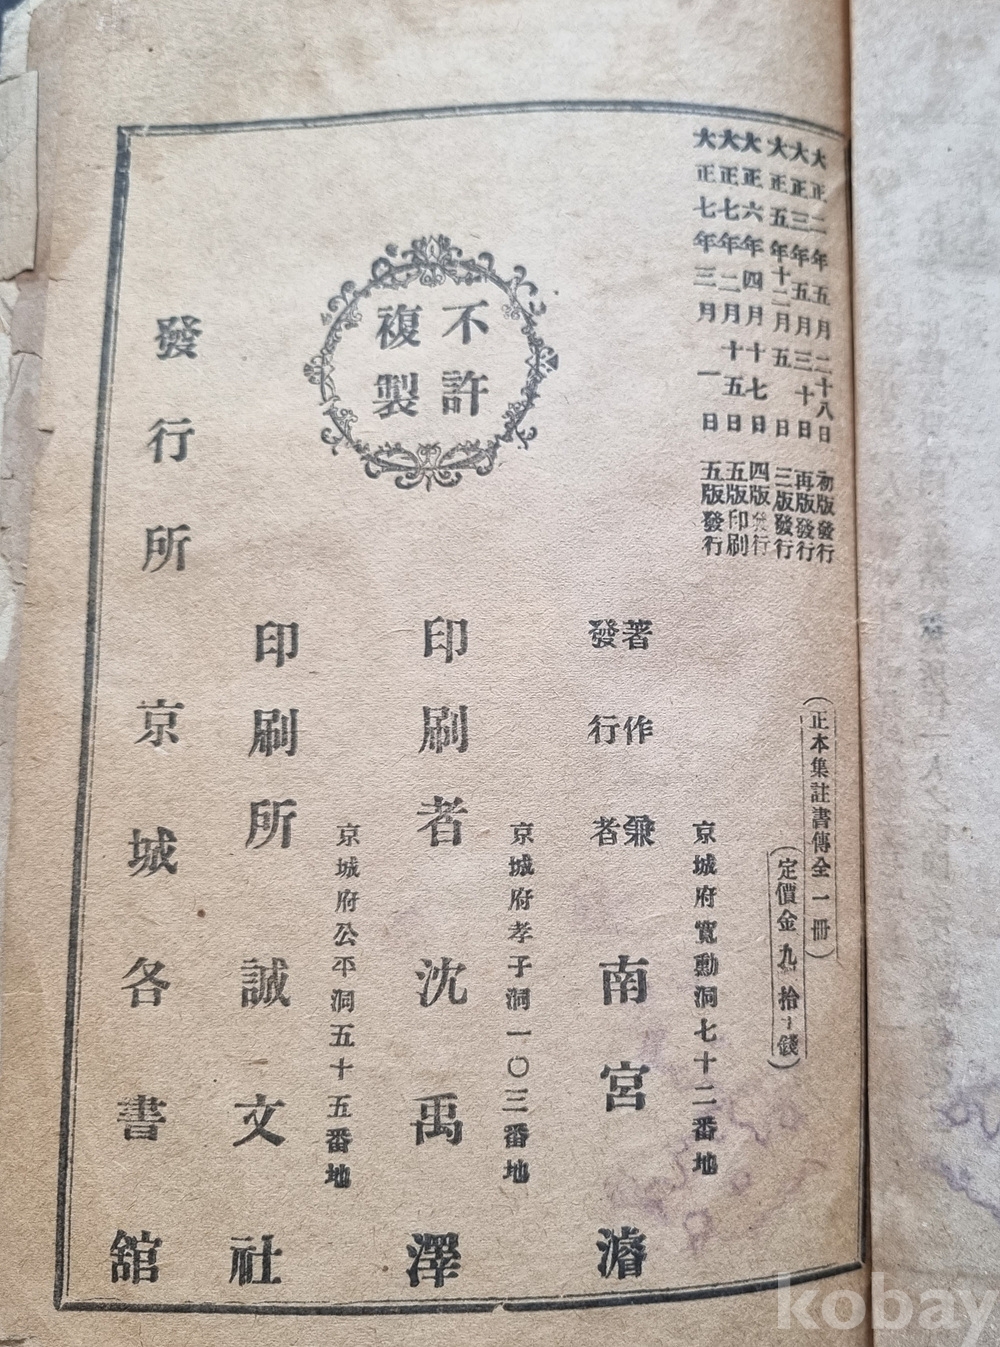 大正二年五月二十八日 初版發行
大正三年五月三十日 再版發行
大正五年十二月五日 三版發行
大正六年四月十七日 四版發行
大正七年二月十五日 五版印刷
大正七年三月一日 五版發行
(正本集註書傳全一冊)
(定價金九拾錢)
不許
複製
京城府寬勳洞七十二番地
著作兼
發行者
南宮濬
京城府孝子洞一〇三番地
印刷者 沈禹澤
京城府公平洞五十五番地
印刷所 誠文社
發行所 京城各書舘
kobay